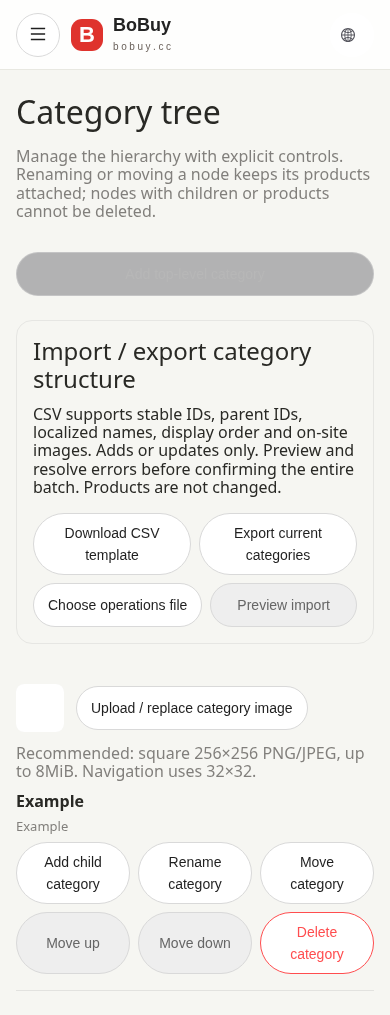 B BoBuy
bobuy.cc
Category tree
Manage the hierarchy with explicit controls.
Renaming or moving a node keeps its products
attached; nodes with children or products
cannot be deleted.
Add top-level category
Import / export category
structure
CSV supports stable IDs, parent IDs,
localized names, display order and on-site
images. Adds or updates only. Preview and
resolve errors before confirming the entire
batch. Products are not changed.
Download CSV
template
Export current
categories
Choose operations file
Preview import
Upload / replace category image
Recommended: square 256×256 PNG/JPEG, up
to 8MiB. Navigation uses 32×32.
Example
Example
Add child
category
Rename
category
Move
category
Move up
Move down
Delete
category